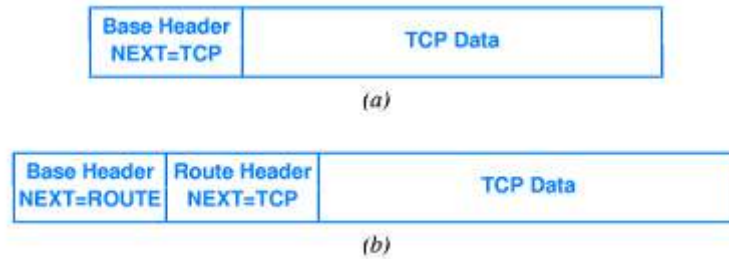 Base Header
NEXT=TCP
TCP Data
(a)
Base Header
NEXT=ROUTE
Route Header
NEXT=TCP
TCP Data
(b)